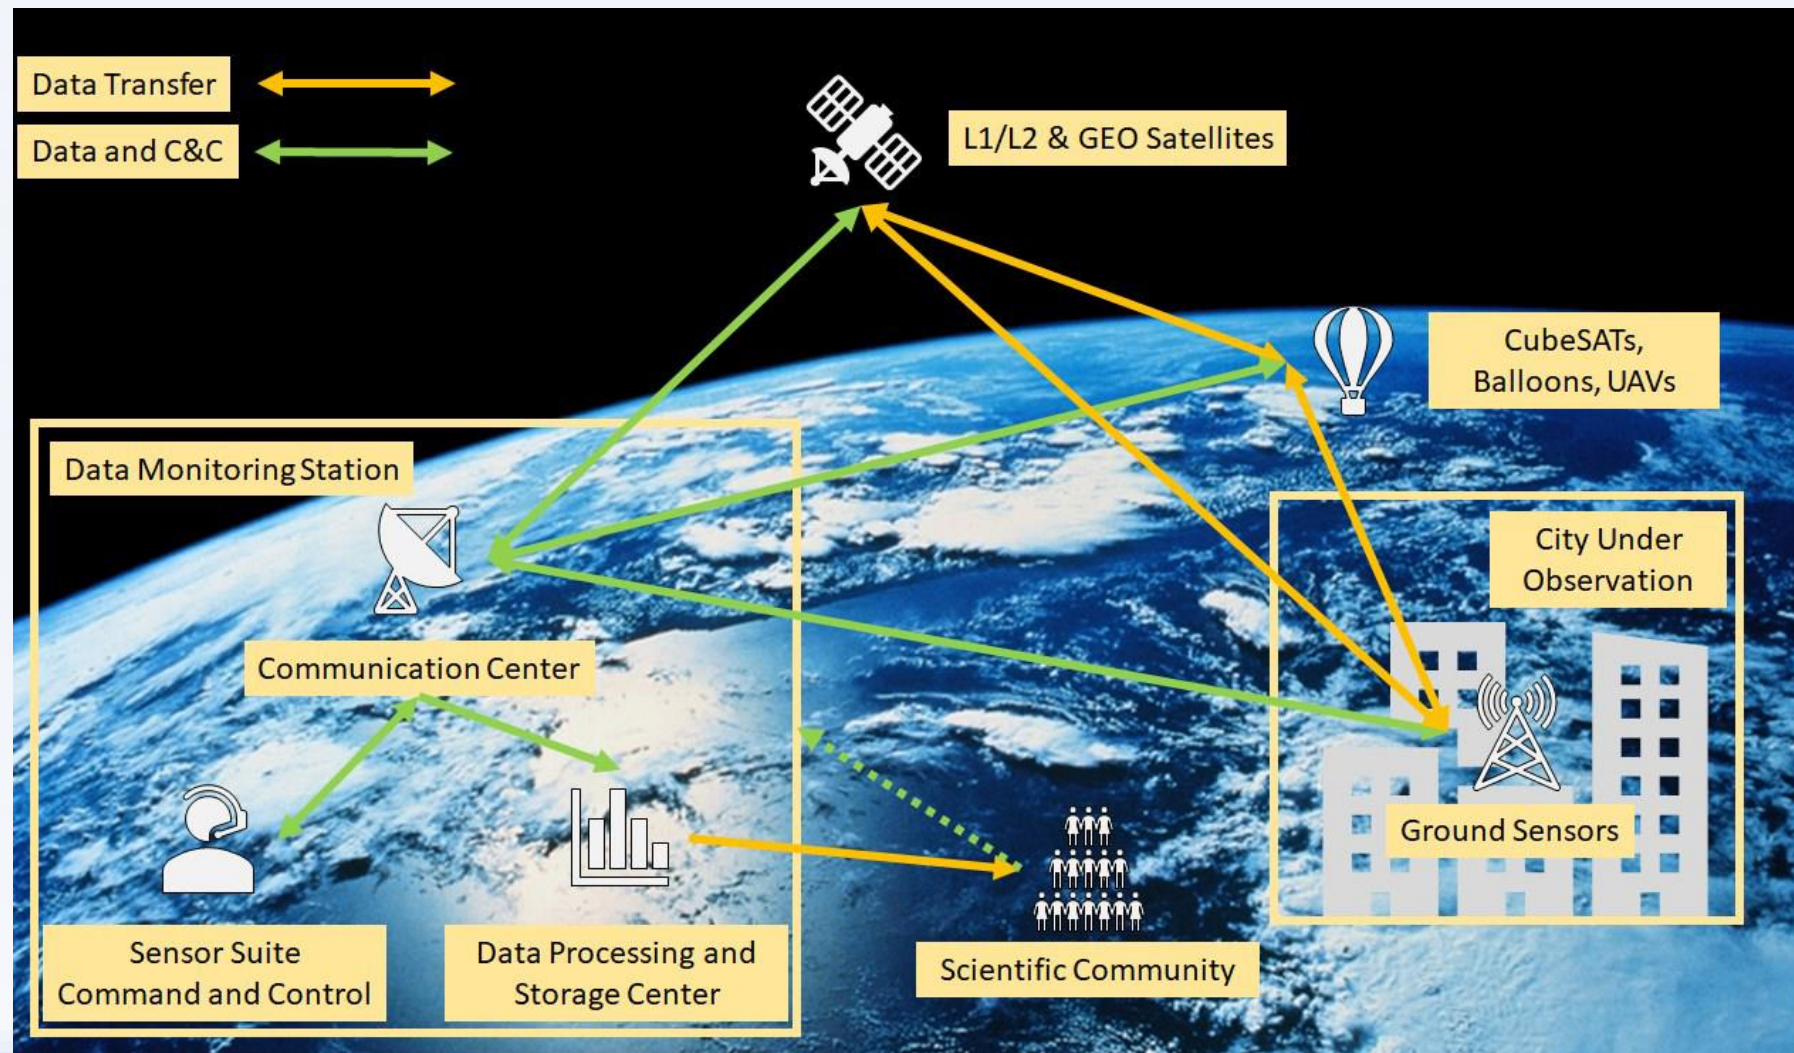 Data Transfer
Data and C&C
L1/L2 & GEO Satellites
CubeSATs,
Balloons, UAVs
Data Monitoring Station
City Under
Observation
Communication Center
Ground Sensors
Sensor Suite
Command and Control
Data Processing and
Storage Center
Scientific Community